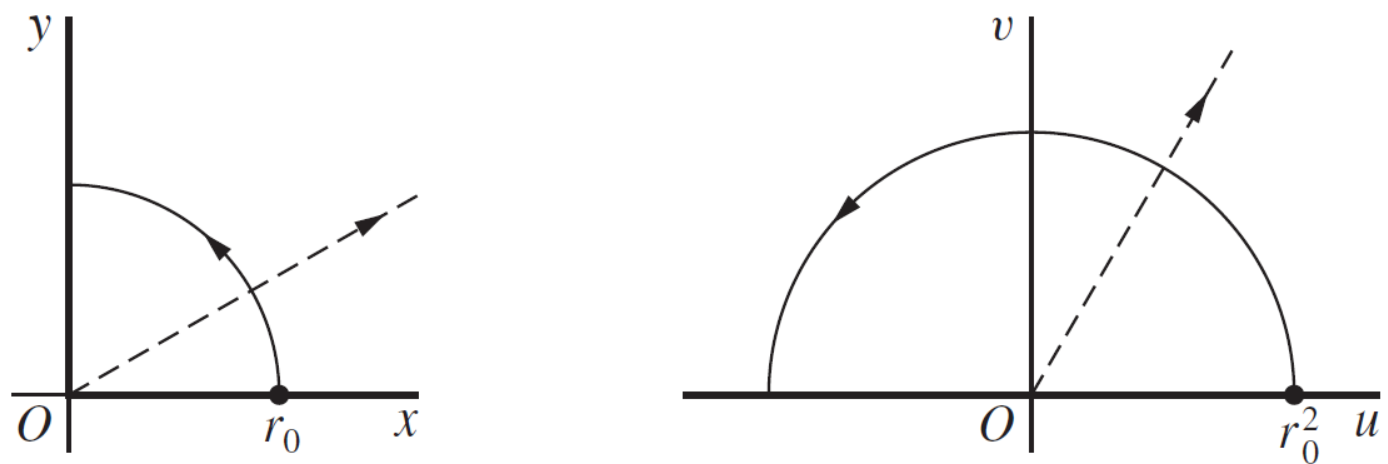 y
O
r₀
x
v
O
r₀²
u